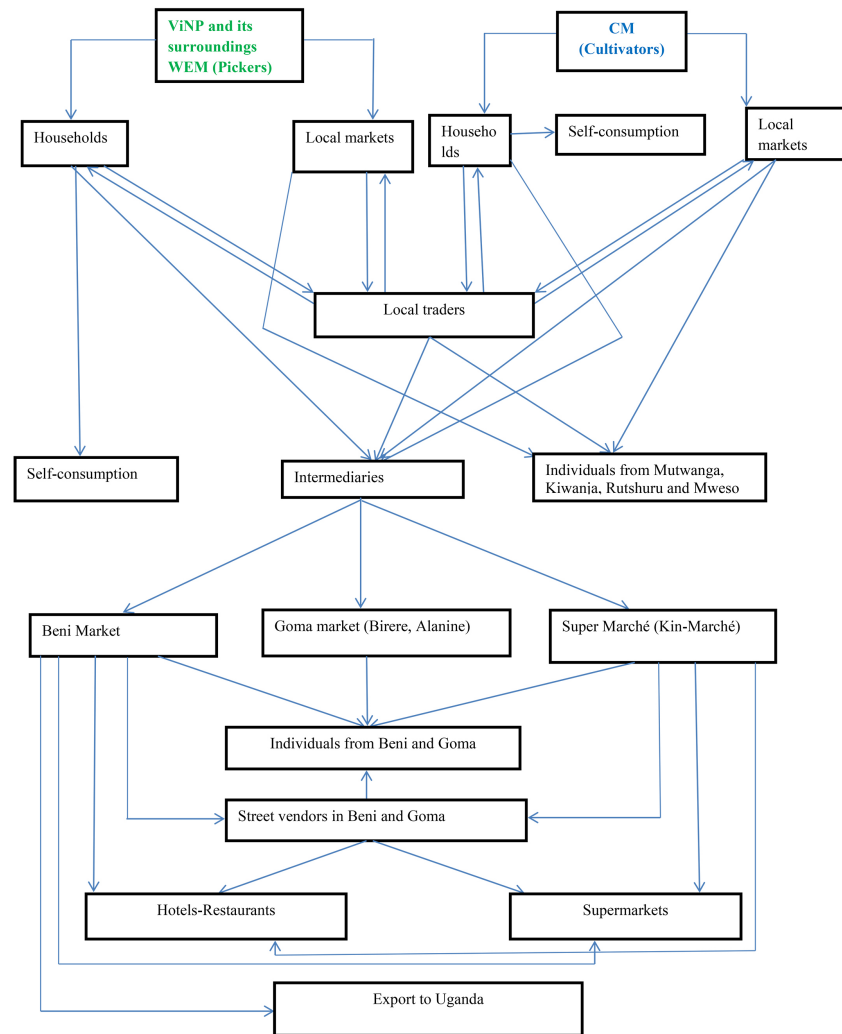 ViNP and its
surroundings
WEM (Pickers)
CM
(Cultivators)
Households
Local markets
Househo
lds
Self-consumption
Local
markets
Local traders
Self-consumption
Intermediaries
Individuals from Mutwanga,
Kiwanja, Rutshuru and Mweso
Beni Market
Goma market (Birere, Alanine)
Super Marché (Kin-Marché)
Individuals from Beni and Goma
Street vendors in Beni and Goma
Hotels-Restaurants
Supermarkets
Export to Uganda